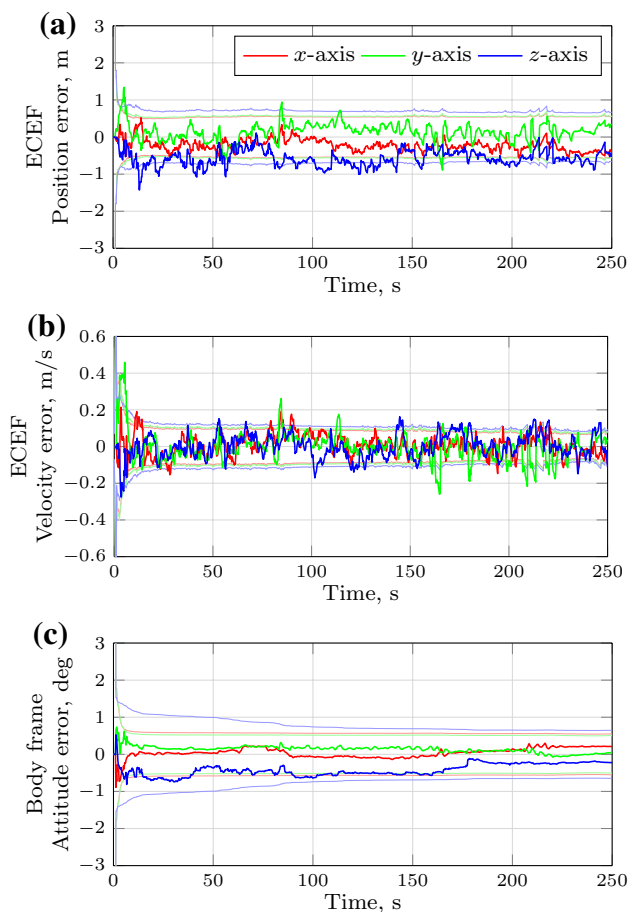 (a)
x-axis y-axis z-axis
3
2
1
0
−1
−2
−3
ECEF
Position error, m
0 50 100 150 200 250
Time, s
(b)
0.6
0.4
0.2
0
−0.2
−0.4
−0.6
ECEF
Velocity error, m/s
0 50 100 150 200 250
Time, s
(c)
3
2
1
0
−1
−2
−3
Body frame
Attitude error, deg
0 50 100 150 200 250
Time, s